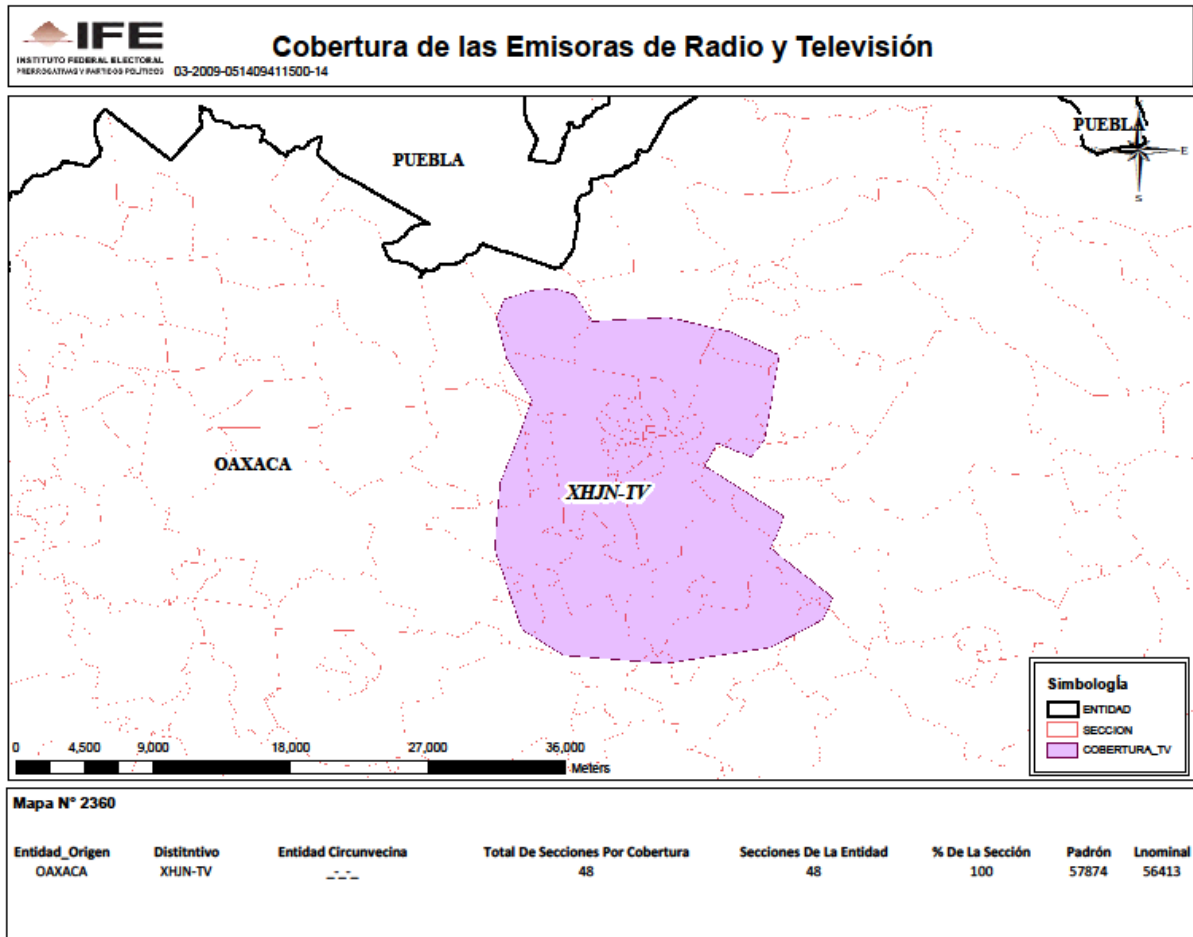 IFE
INSTITUTO FEDERAL ELECTORAL
PRERROGATIVAS Y PARTIDOS POLÍTICOS
03-2009-051409411500-14
Cobertura de las Emisoras de Radio y Televisión
PUEBLA
PUEBLA
E
S
OAXACA
XHJN-TV
Simbología
ENTIDAD
SECCION
COBERTURA_TV
0 4,500 9,000 18,000 27,000 36,000
Meters
Mapa N° 2360
Entidad_Origen Distitntivo Entidad Circunvecina Total De Secciones Por Cobertura Secciones De La Entidad % De La Sección Padrón Lnominal
OAXACA XHJN-TV _-_-_ 48 48 100 57874 56413